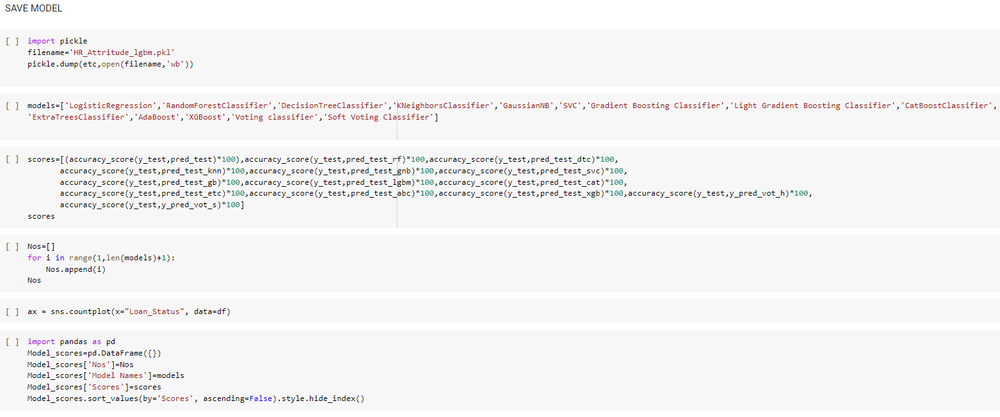 SAVE MODEL
[ ] import pickle
filename='HR_Attritude_lgbm.pkl'
pickle.dump(etc,open(filename,'wb'))
[ ] models=['LogisticRegression','RandomForestClassifier','DecisionTreeClassifier','KNeighborsClassifier','GaussianNB','SVC','Gradient Boosting Classifier','Light Gradient Boosting Classifier','CatBoostClassifier',
'ExtraTreesClassifier','AdaBoost','XGBoost','Voting classifier','Soft Voting Classifier']
[ ] scores=[(accuracy_score(y_test,pred_test)*100),accuracy_score(y_test,pred_test_rf)*100,accuracy_score(y_test,pred_test_dtc)*100,
accuracy_score(y_test,pred_test_knn)*100,accuracy_score(y_test,pred_test_gnb)*100,accuracy_score(y_test,pred_test_svc)*100,
accuracy_score(y_test,pred_test_gb)*100,accuracy_score(y_test,pred_test_lgbm)*100,accuracy_score(y_test,pred_test_cat)*100,
accuracy_score(y_test,pred_test_etc)*100,accuracy_score(y_test,pred_test_abc)*100,accuracy_score(y_test,pred_test_xgb)*100,accuracy_score(y_test,y_pred_vot_h)*100,
accuracy_score(y_test,y_pred_vot_s)*100]
scores
[ ] Nos=[]
for i in range(1,len(models)+1):
    Nos.append(i)
Nos
[ ] ax = sns.countplot(x="Loan_Status", data=df)
[ ] import pandas as pd
Model_scores=pd.DataFrame({})
Model_scores['Nos']=Nos
Model_scores['Model Names']=models
Model_scores['Scores']=scores
Model_scores.sort_values(by='Scores', ascending=False).style.hide_index()